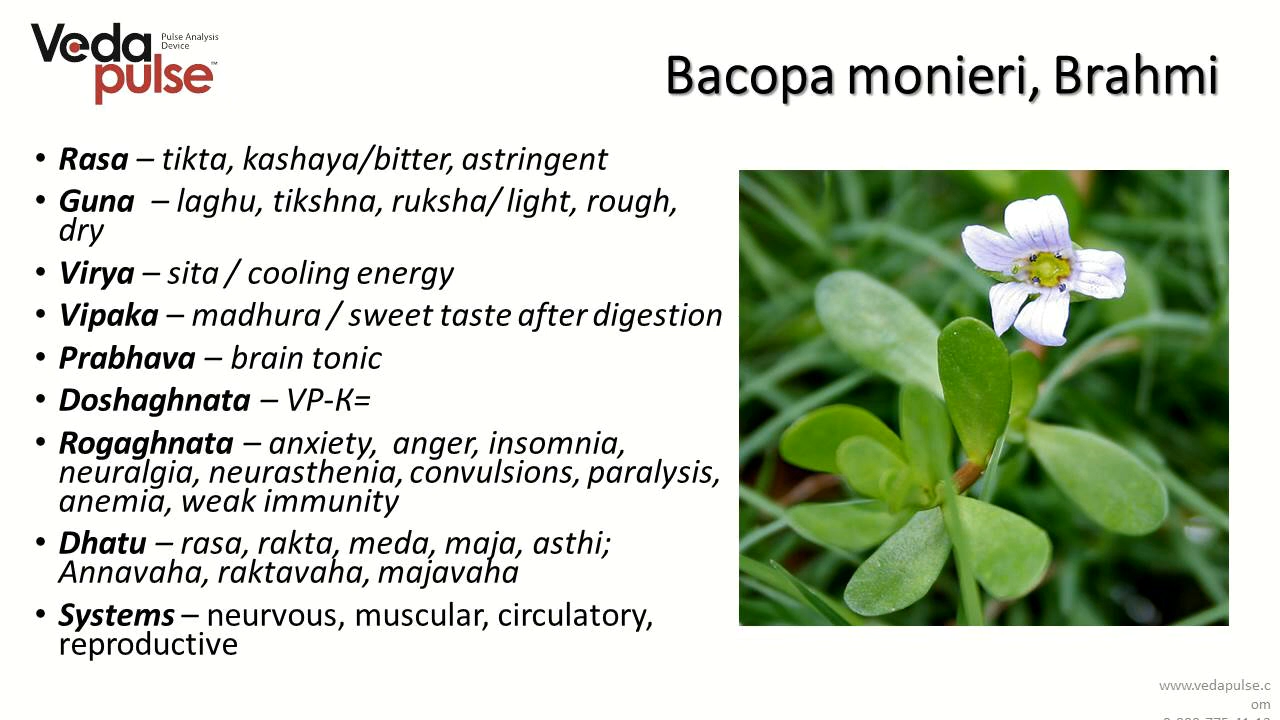 Veda
Pulse Analysis
Device
pulse™
Bacopa monieri, Brahmi
• Rasa – tikta, kashaya/bitter, astringent
• Guna – laghu, tikshna, ruksha/ light, rough,
dry
• Virya – sita / cooling energy
• Vipaka – madhura / sweet taste after digestion
• Prabhava – brain tonic
• Doshaghnata – VP-K=
• Rogaghnata – anxiety, anger, insomnia,
neuralgia, neurasthenia, convulsions, paralysis,
anemia, weak immunity
• Dhatu – rasa, rakta, meda, maja, asthi;
Annavaha, raktavaha, majavaha
• Systems – neurvous, muscular, circulatory,
reproductive
www.vedapulse.c
om